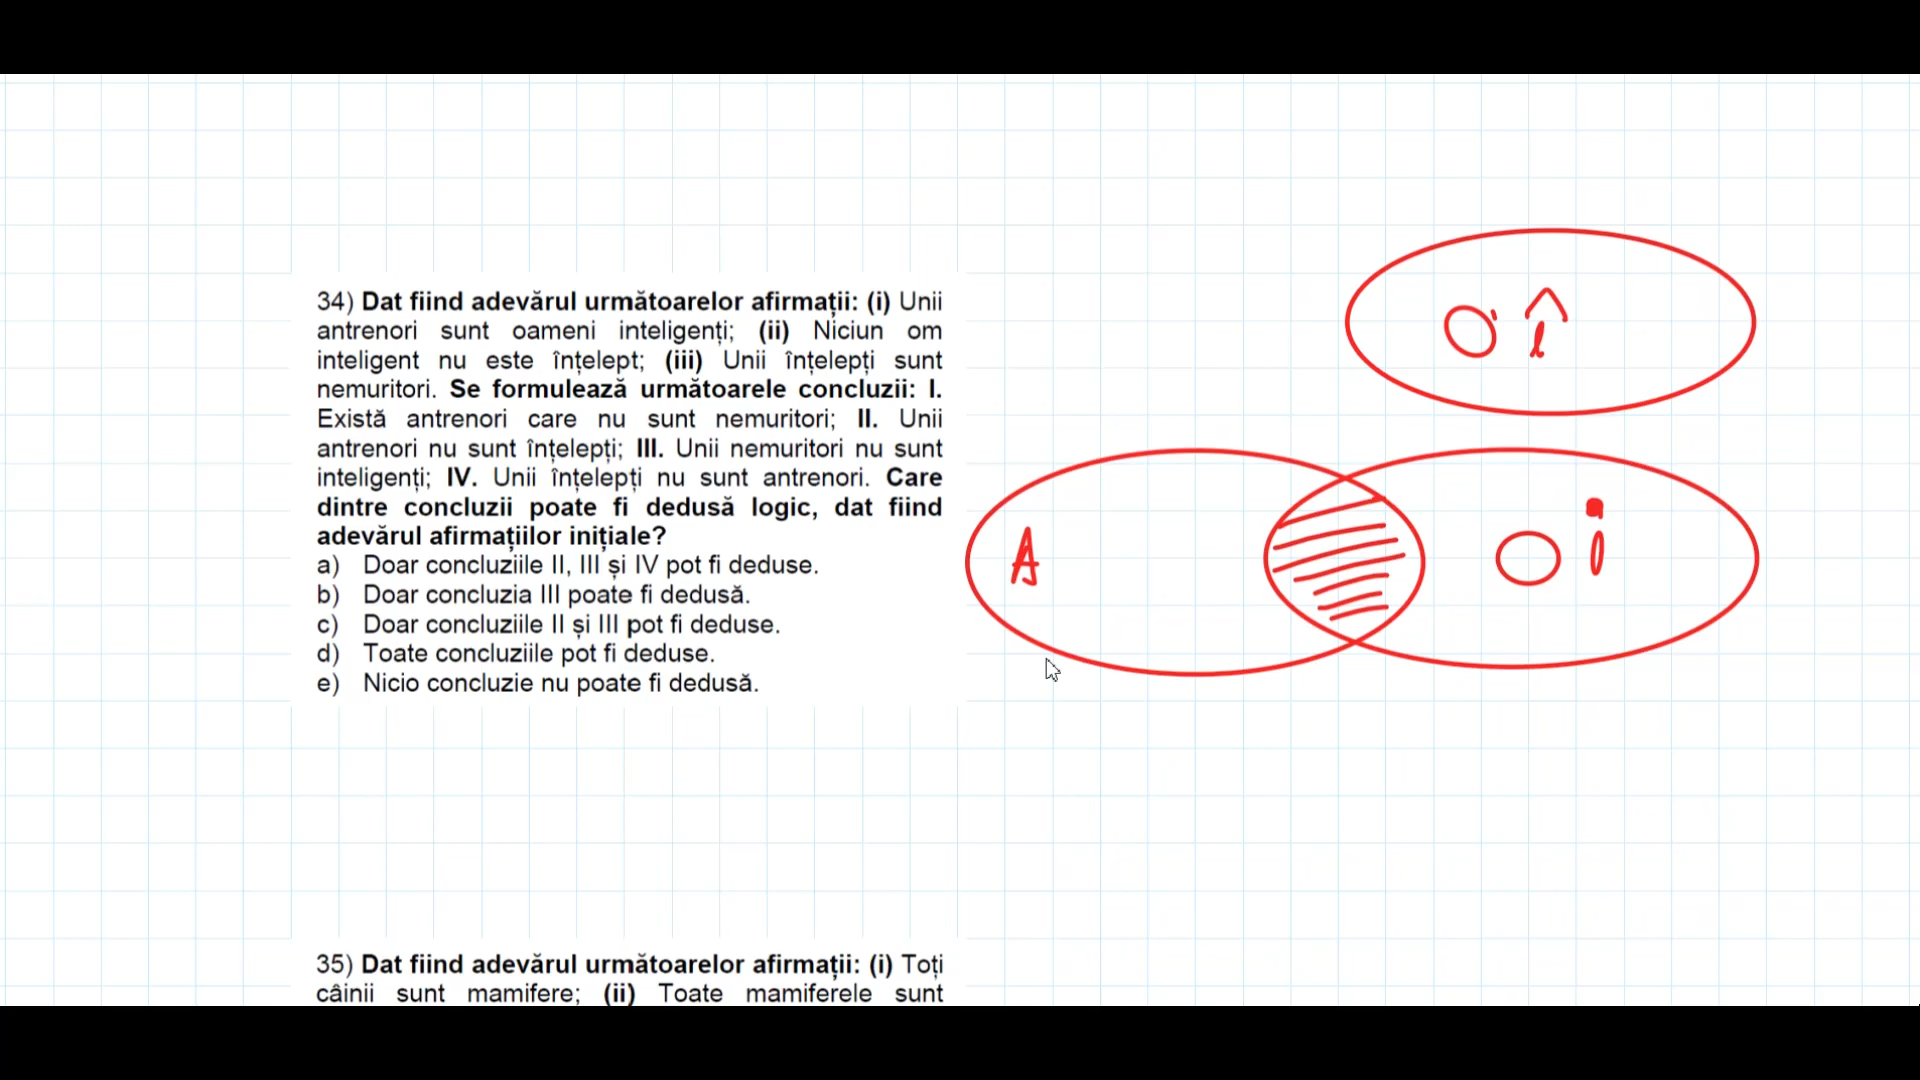 34) Dat fiind adevărul următoarelor afirmații: (i) Unii
antrenori sunt oameni inteligenți; (ii) Niciun om
inteligent nu este înțelept; (iii) Unii înțelepți sunt
nemuritori. Se formulează următoarele concluzii: I.
Există antrenori care nu sunt nemuritori; II. Unii
antrenori nu sunt înțelepți; III. Unii nemuritori nu sunt
inteligenți; IV. Unii înțelepți nu sunt antrenori. Care
dintre concluzii poate fi dedusă logic, dat fiind
adevărul afirmațiilor inițiale?
a) Doar concluziile II, III și IV pot fi deduse.
b) Doar concluzia III poate fi dedusă.
c) Doar concluziile II și III pot fi deduse.
d) Toate concluziile pot fi deduse.
e) Nicio concluzie nu poate fi dedusă.
O î
A
O i
35) Dat fiind adevărul următoarelor afirmații: (i) Toți
câinii sunt mamifere; (ii) Toate mamiferele sunt